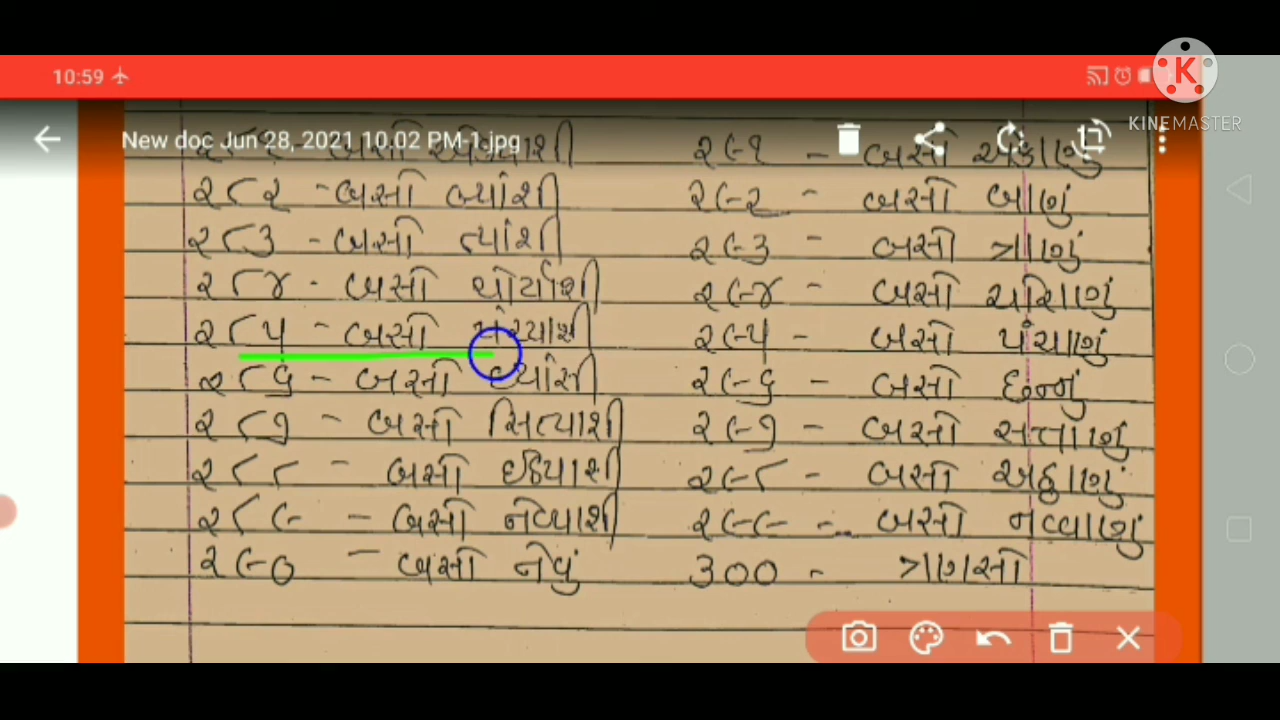 10:59
KINEMASTER
New doc Jun 28, 2021 10.02 PM-1.jpg
૨૯૧ - બસો એકાણું
૨૮૨ - બસો બ્યાંશી ૨૯૨ - બસો બાણું
૨૮૩ - બસો ત્યાંશી ૨૯૩ - બસો ત્રાણું
૨૮૪ - બસો ચોર્યાશી ૨૯૪ - બસો ચોરાણું
૨૮૫ - બસો પંચ્યાશી ૨૯૫ - બસો પંચાણું
૨૮૬ - બસો ૨૯૬ - બસો છન્નું
૨૮૭ - બસો સિત્યાશી ૨૯૭ - બસો સત્તાણું
૨૮૮ - બસો ઈઠયાશી ૨૯૮ - બસો અઠ્ઠાણું
૨૮૯ - બસો નેવ્યાશી ૨૯૯ - બસો નવ્વાણું
૨૯૦ - બસો નેવું ૩૦૦ - ત્રણસો